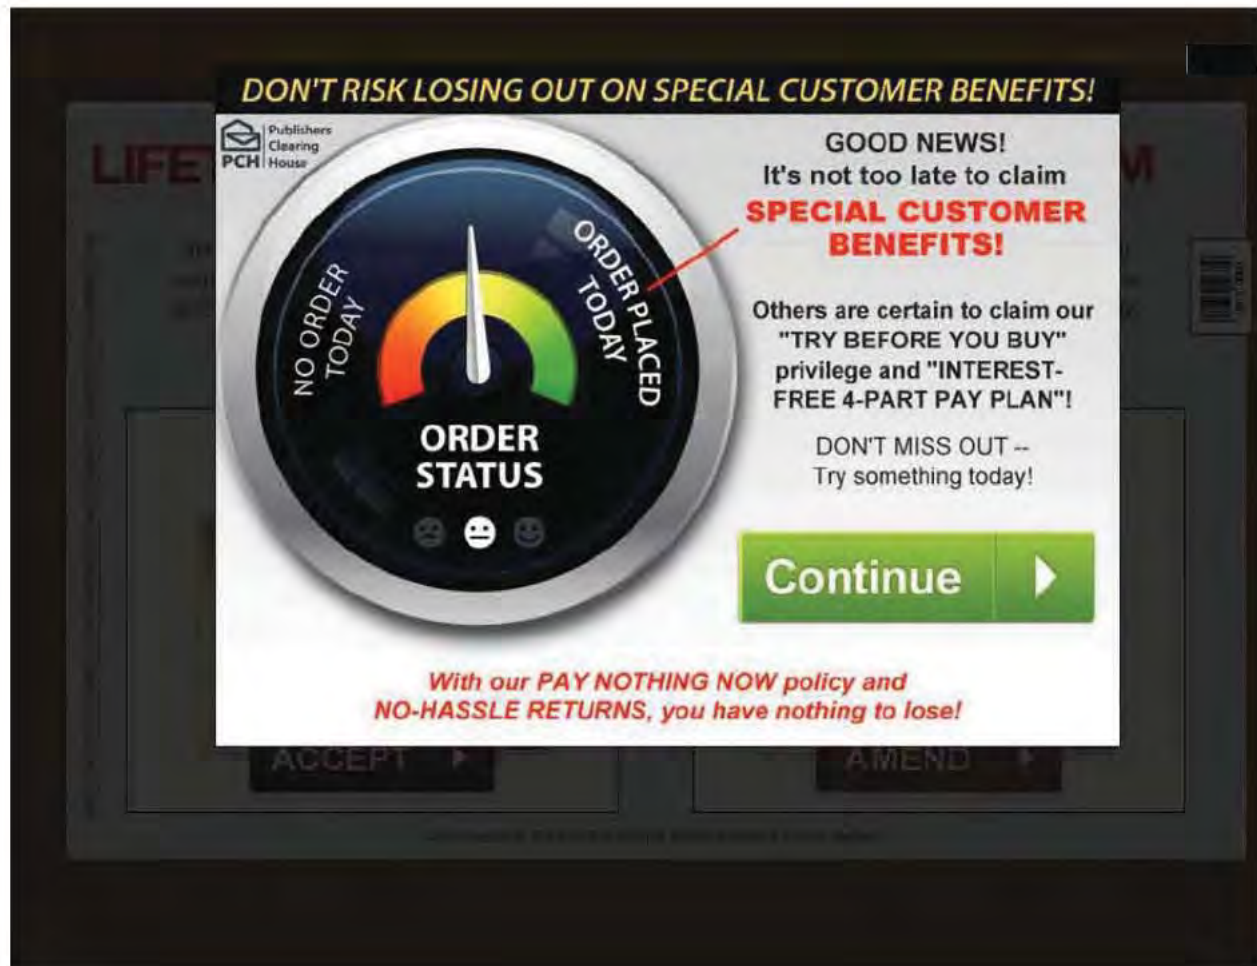 DON'T RISK LOSING OUT ON SPECIAL CUSTOMER BENEFITS!
Publishers
Clearing
PCH House
LIFE
M
NO ORDER
TODAY
ORDER PLACED
TODAY
ORDER
STATUS
GOOD NEWS!
It's not too late to claim
SPECIAL CUSTOMER
BENEFITS!
Others are certain to claim our
"TRY BEFORE YOU BUY"
privilege and "INTEREST-
FREE 4-PART PAY PLAN"!
DON'T MISS OUT --
Try something today!
Continue
With our PAY NOTHING NOW policy and
NO-HASSLE RETURNS, you have nothing to lose!
ACCEPT
AMEND